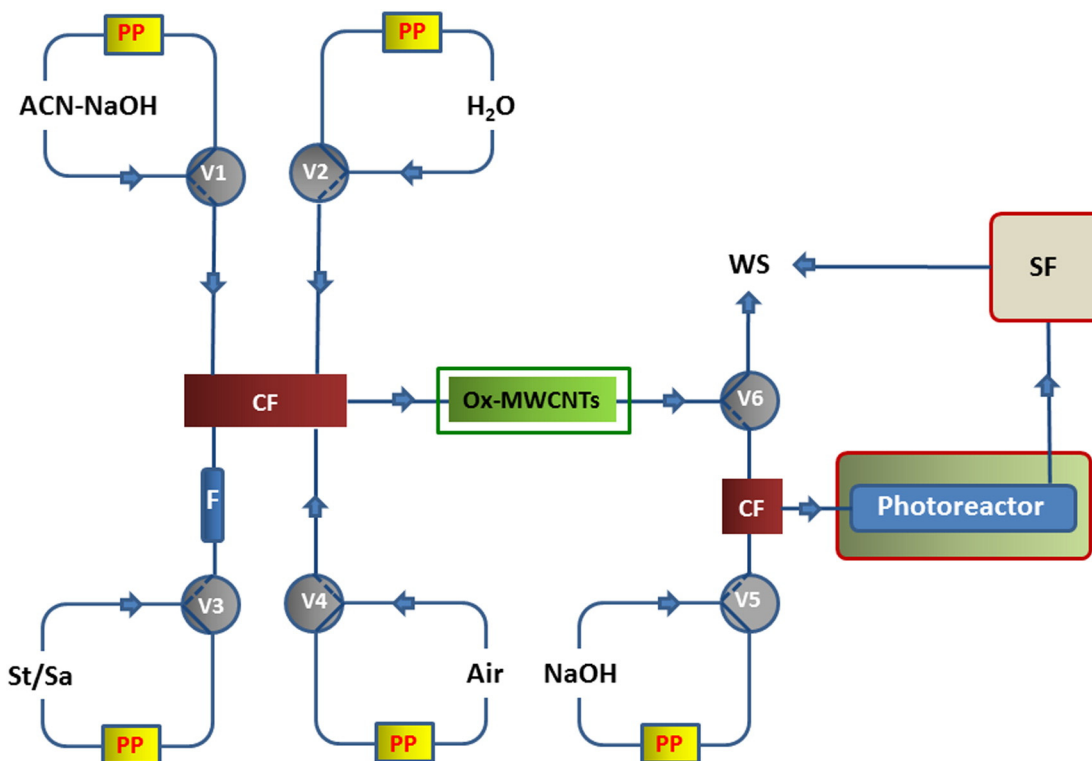 PP
PP
ACN-NaOH
H₂O
V1
V2
WS
SF
CF
Ox-MWCNTs
V6
F
CF
Photoreactor
V3
V4
V5
St/Sa
Air
NaOH
PP
PP
PP